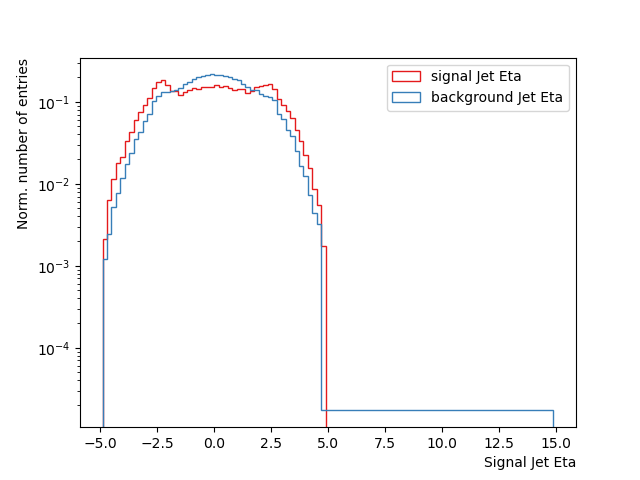 signal Jet Eta
background Jet Eta
Norm. number of entries
10⁻¹
10⁻²
10⁻³
10⁻⁴
−5.0 −2.5 0.0 2.5 5.0 7.5 10.0 12.5 15.0
Signal Jet Eta